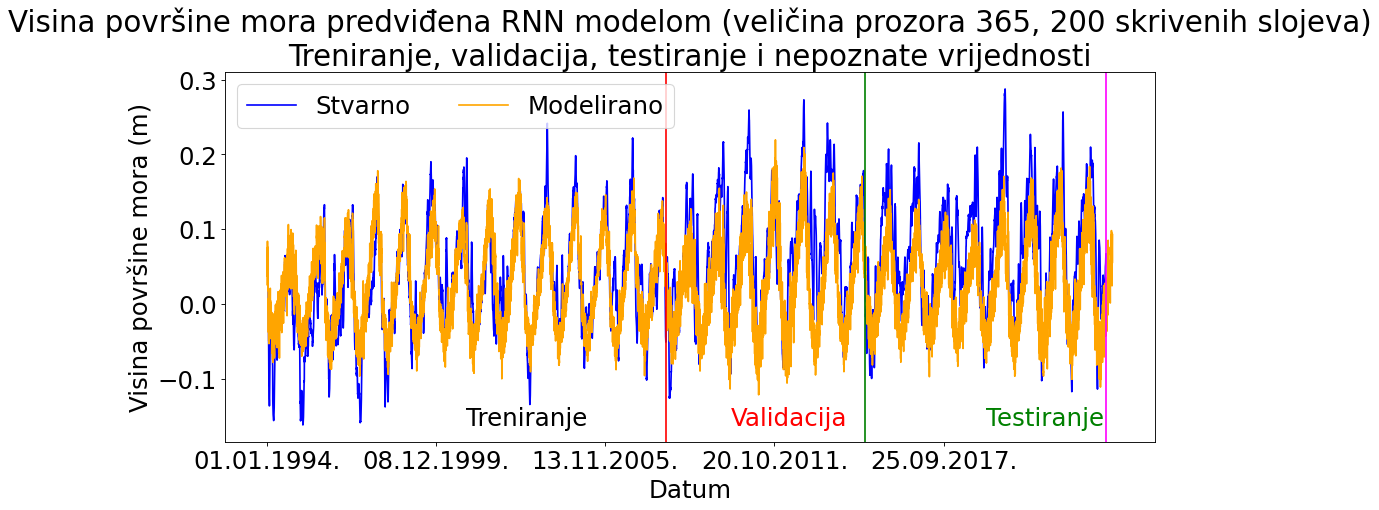 Visina površine mora predviđena RNN modelom (veličina prozora 365, 200 skrivenih slojeva)
Treniranje, validacija, testiranje i nepoznate vrijednosti
Stvarno
Modelirano
Visina površine mora (m)
0.3
0.2
0.1
0.0
−0.1
Treniranje
Validacija
Testiranje
01.01.1994.
08.12.1999.
13.11.2005.
20.10.2011.
25.09.2017.
Datum